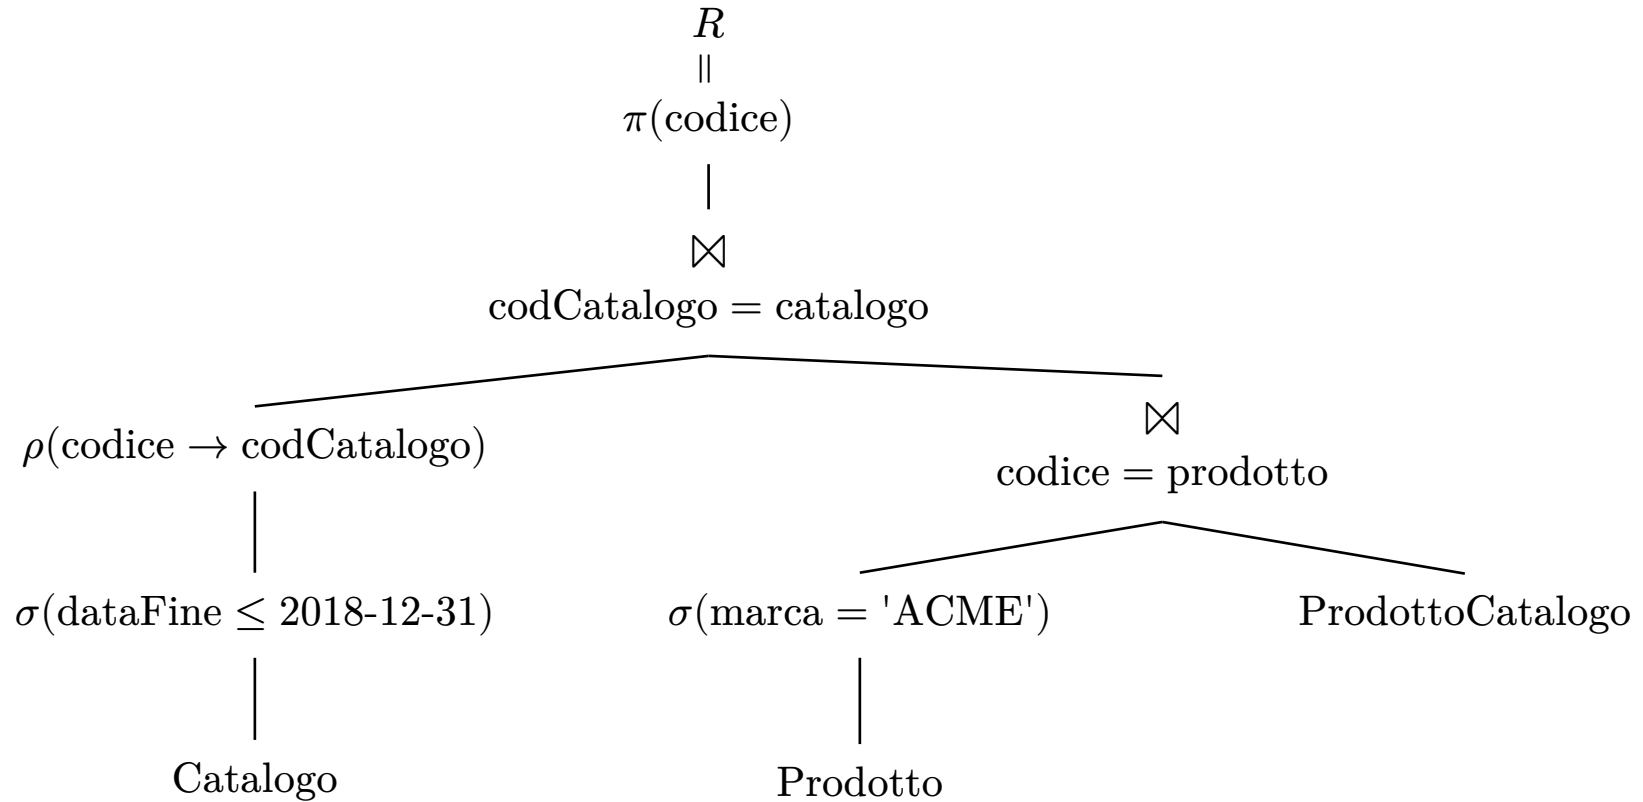 R
=
π(codice)
⋈
codCatalogo = catalogo
ρ(codice → codCatalogo)
⋈
codice = prodotto
σ(dataFine ≤ 2018-12-31)
σ(marca = 'ACME')
ProdottoCatalogo
Catalogo
Prodotto